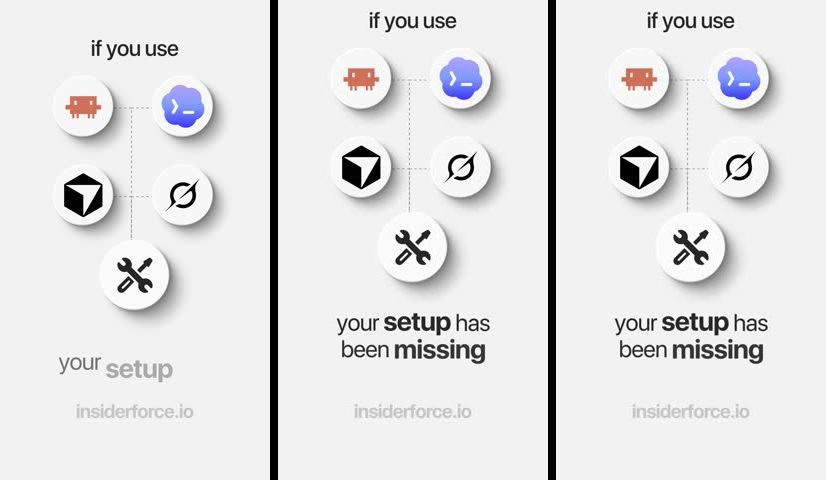 if you use
your setup
insiderforce.io
if you use
your setup has
been missing
insiderforce.io
if you use
your setup has
been missing
insiderforce.io